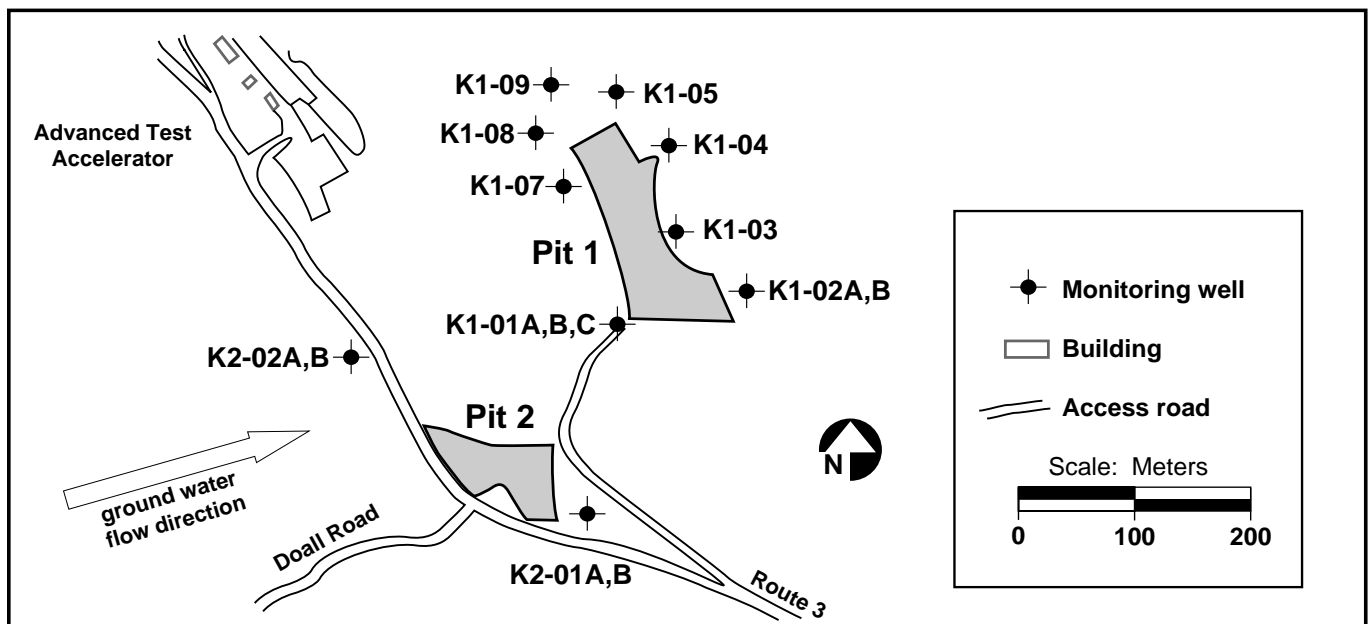 K1-09
K1-05
Advanced Test
Accelerator
K1-08
K1-04
K1-07
K1-03
Pit 1
K1-02A,B
Monitoring well
K1-01A,B,C
K2-02A,B
Building
Pit 2
Access road
N
Scale: Meters
ground water
flow direction
0 100 200
Doall Road
K2-01A,B
Route 3